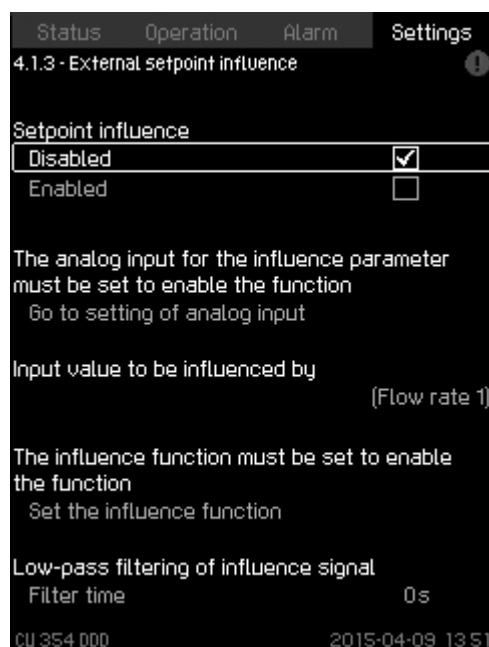 Status Operation Alarm Settings
4.1.3 - External setpoint influence
Setpoint influence
Disabled
Enabled
The analog input for the influence parameter
must be set to enable the function
Go to setting of analog input
Input value to be influenced by
(Flow rate 1)
The influence function must be set to enable
the function
Set the influence function
Low-pass filtering of influence signal
Filter time 0s
CU 354 DDD 2015-04-09 13:51